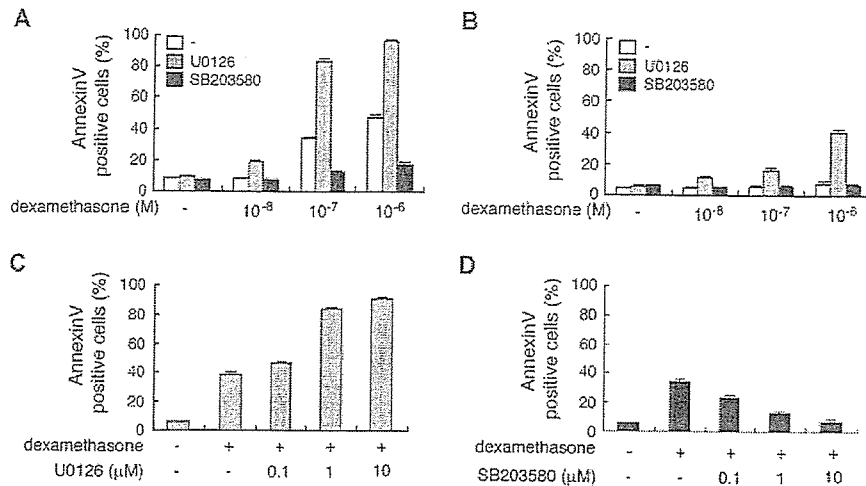 A
AnnexinV
positive cells (%)
100
80
60
40
20
0
-
U0126
SB203580
dexamethasone (M)
- 10-8 10-7 10-6
B
AnnexinV
positive cells (%)
100
80
60
40
20
0
-
U0126
SB203580
dexamethasone (M)
- 10-8 10-7 10-6
C
AnnexinV
positive cells (%)
100
80
60
40
20
0
dexamethasone - + + + +
U0126 (μM) - - 0.1 1 10
D
AnnexinV
positive cells (%)
100
80
60
40
20
0
dexamethasone - + + + +
SB203580 (μM) - - 0.1 1 10